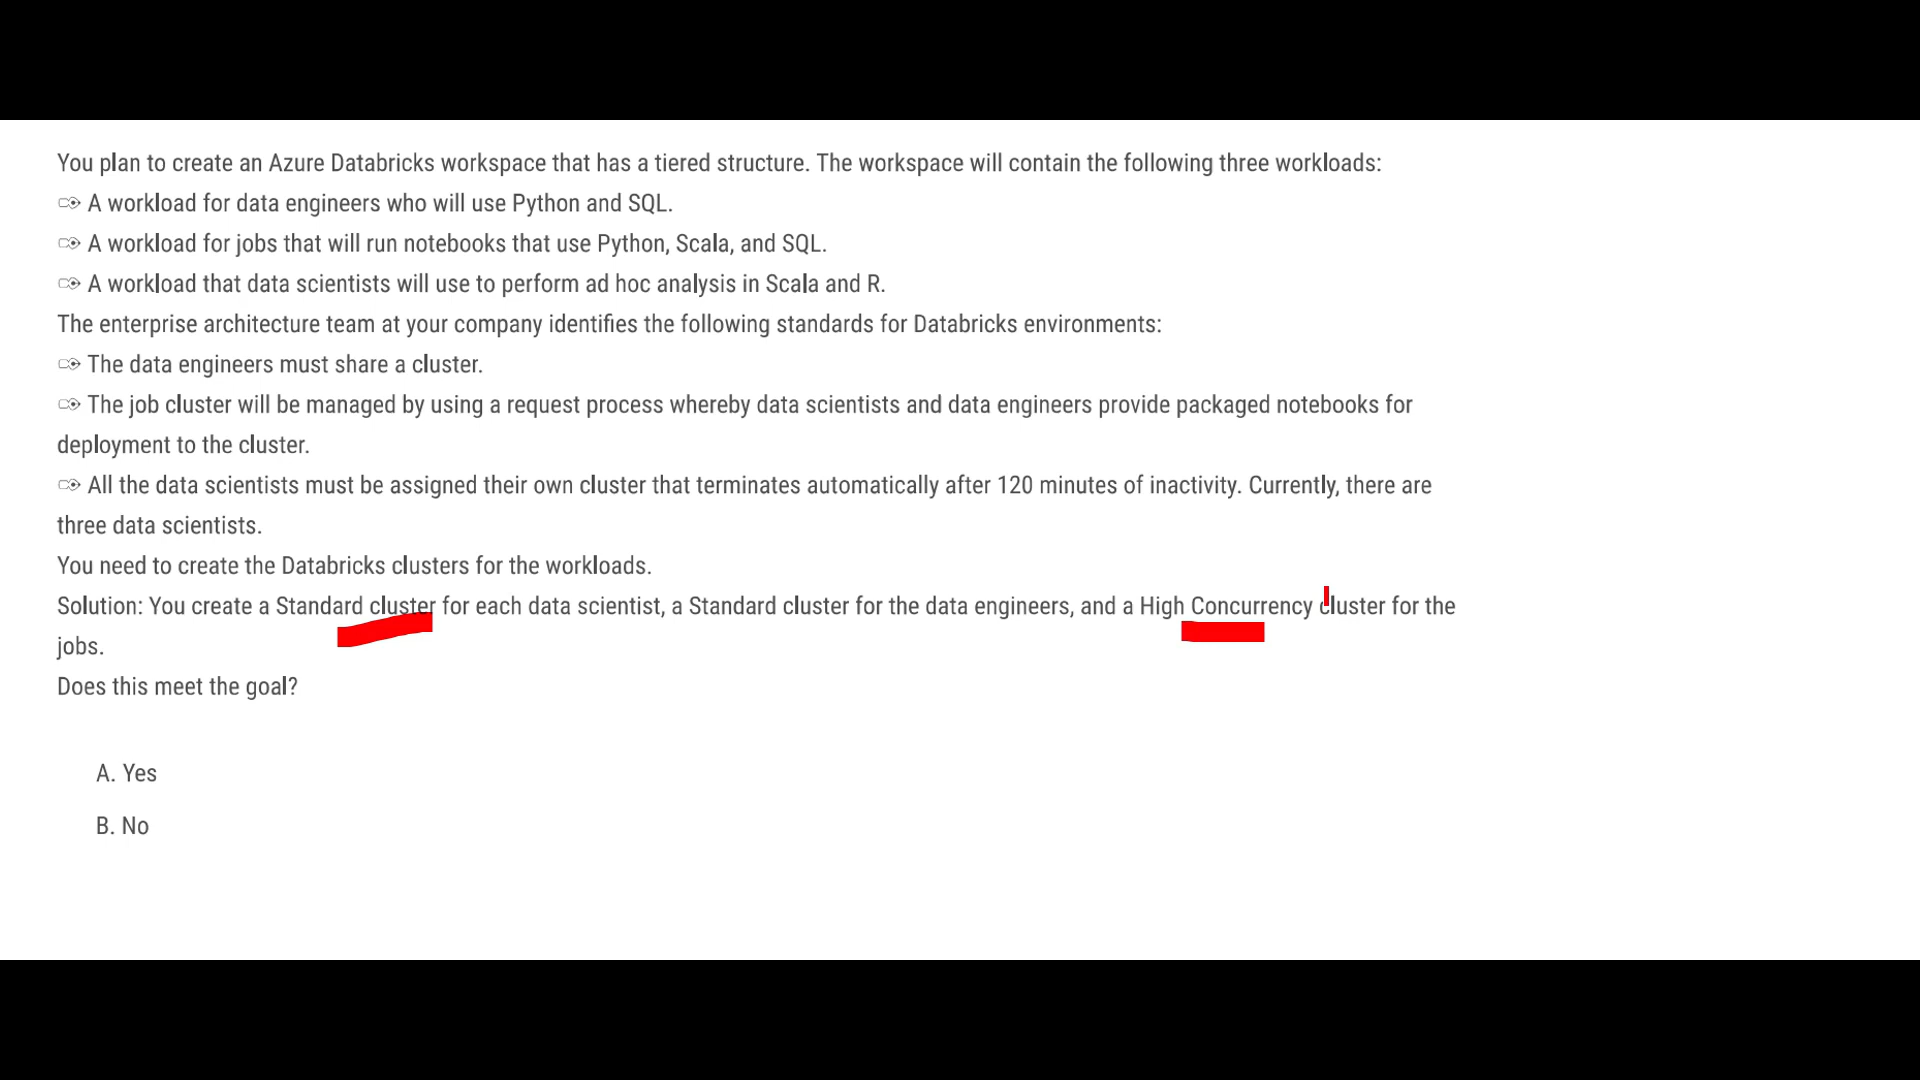 You plan to create an Azure Databricks workspace that has a tiered structure. The workspace will contain the following three workloads:
A workload for data engineers who will use Python and SQL.
A workload for jobs that will run notebooks that use Python, Scala, and SQL.
A workload that data scientists will use to perform ad hoc analysis in Scala and R.
The enterprise architecture team at your company identifies the following standards for Databricks environments:
The data engineers must share a cluster.
The job cluster will be managed by using a request process whereby data scientists and data engineers provide packaged notebooks for
deployment to the cluster.
All the data scientists must be assigned their own cluster that terminates automatically after 120 minutes of inactivity. Currently, there are
three data scientists.
You need to create the Databricks clusters for the workloads.
Solution: You create a Standard cluster for each data scientist, a Standard cluster for the data engineers, and a High Concurrency cluster for the
jobs.
Does this meet the goal?
A. Yes
B. No